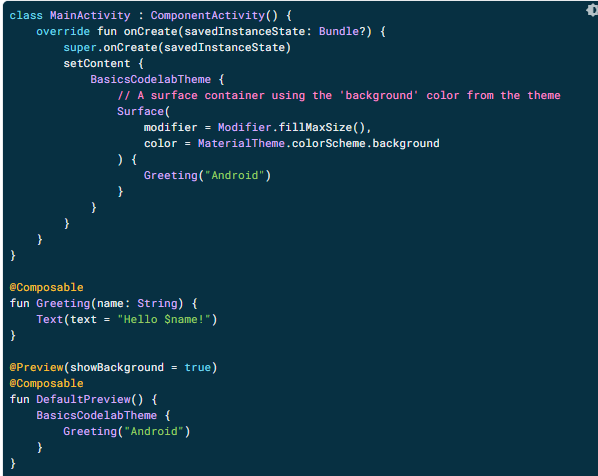 class MainActivity : ComponentActivity() {
    override fun onCreate(savedInstanceState: Bundle?) {
        super.onCreate(savedInstanceState)
        setContent {
            BasicsCodelabTheme {
                // A surface container using the 'background' color from the theme
                Surface(
                    modifier = Modifier.fillMaxSize(),
                    color = MaterialTheme.colorScheme.background
                ) {
                    Greeting("Android")
                }
            }
        }
    }
}

@Composable
fun Greeting(name: String) {
    Text(text = "Hello $name!")
}

@Preview(showBackground = true)
@Composable
fun DefaultPreview() {
    BasicsCodelabTheme {
        Greeting("Android")
    }
}